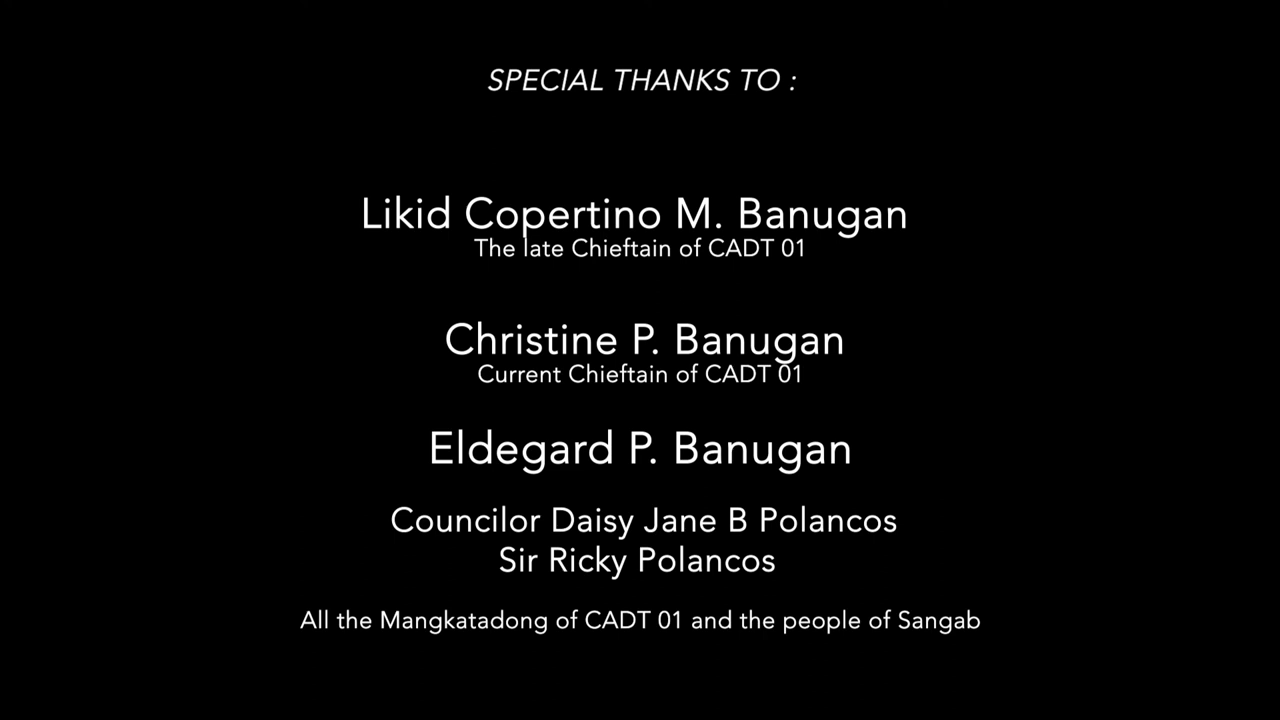 SPECIAL THANKS TO :
Likid Copertino M. Banugan
The late Chieftain of CADT 01
Christine P. Banugan
Current Chieftain of CADT 01
Eldegard P. Banugan
Councilor Daisy Jane B Polancos
Sir Ricky Polancos
All the Mangkatadong of CADT 01 and the people of Sangab